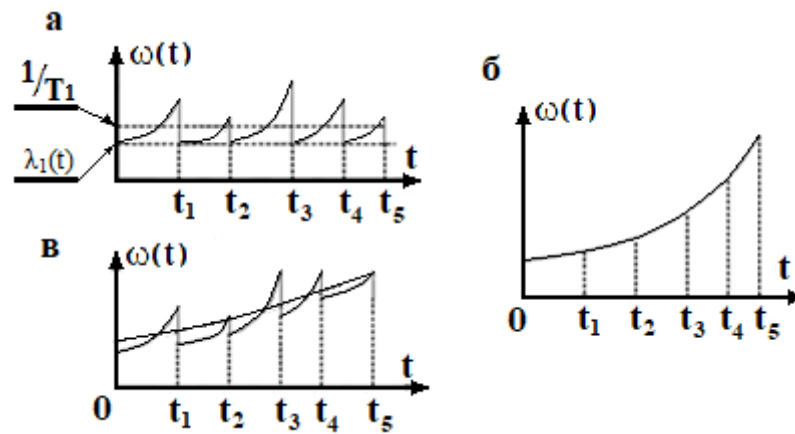 а
ω(t)
1/T1
λ₁(t)
t
t₁ t₂ t₃ t₄ t₅
б
ω(t)
t
0 t₁ t₂ t₃ t₄ t₅
в
ω(t)
t
0 t₁ t₂ t₃ t₄ t₅